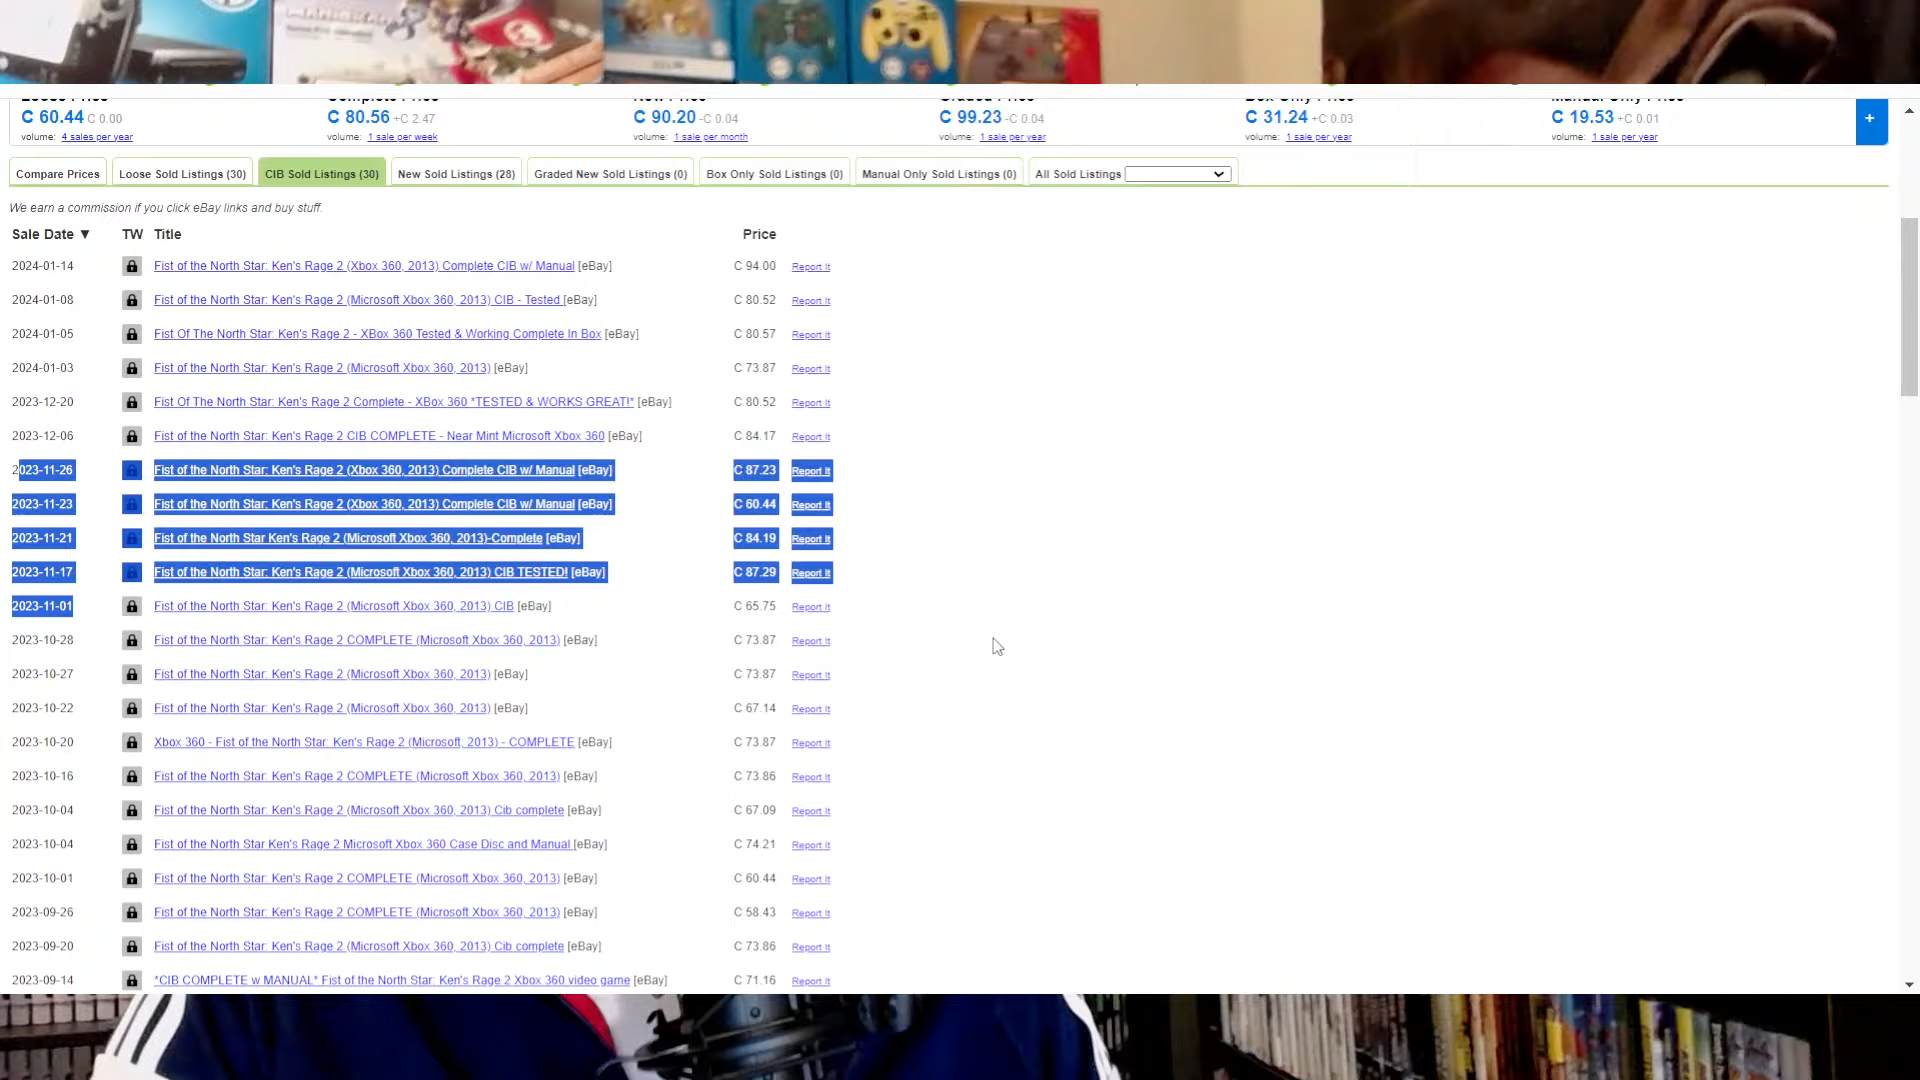 C 60.44 C 0.00
C 80.56 +C 2.47
C 90.20 -C 0.04
C 99.23 -C 0.04
C 31.24 +C 0.03
C 19.53 +C 0.01
+
volume: 4 sales per year
volume: 1 sale per week
volume: 1 sale per month
volume: 1 sale per year
volume: 1 sale per year
volume: 1 sale per year
Compare Prices
Loose Sold Listings (30)
CIB Sold Listings (30)
New Sold Listings (28)
Graded New Sold Listings (0)
Box Only Sold Listings (0)
Manual Only Sold Listings (0)
All Sold Listings
We earn a commission if you click eBay links and buy stuff.
Sale Date ▼ TW Title Price
2024-01-14 Fist of the North Star: Ken's Rage 2 (Xbox 360, 2013) Complete CIB w/ Manual [eBay] C 94.00 Report It
2024-01-08 Fist of the North Star: Ken's Rage 2 (Microsoft Xbox 360, 2013) CIB - Tested [eBay] C 80.52 Report It
2024-01-05 Fist Of The North Star: Ken's Rage 2 - XBox 360 Tested & Working Complete In Box [eBay] C 80.57 Report It
2024-01-03 Fist of the North Star: Ken's Rage 2 (Microsoft Xbox 360, 2013) [eBay] C 73.87 Report It
2023-12-20 Fist Of The North Star: Ken's Rage 2 Complete - XBox 360 *TESTED & WORKS GREAT!* [eBay] C 80.52 Report It
2023-12-06 Fist of the North Star: Ken's Rage 2 CIB COMPLETE - Near Mint Microsoft Xbox 360 [eBay] C 84.17 Report It
2023-11-26 Fist of the North Star: Ken's Rage 2 (Xbox 360, 2013) Complete CIB w/ Manual [eBay] C 87.23 Report It
2023-11-23 Fist of the North Star: Ken's Rage 2 (Xbox 360, 2013) Complete CIB w/ Manual [eBay] C 60.44 Report It
2023-11-21 Fist of the North Star Ken's Rage 2 (Microsoft Xbox 360, 2013)-Complete [eBay] C 84.19 Report It
2023-11-17 Fist of the North Star: Ken's Rage 2 (Microsoft Xbox 360, 2013) CIB TESTED! [eBay] C 87.29 Report It
2023-11-01 Fist of the North Star: Ken's Rage 2 (Microsoft Xbox 360, 2013) CIB [eBay] C 65.75 Report It
2023-10-28 Fist of the North Star: Ken's Rage 2 COMPLETE (Microsoft Xbox 360, 2013) [eBay] C 73.87 Report It
2023-10-27 Fist of the North Star: Ken's Rage 2 (Microsoft Xbox 360, 2013) [eBay] C 73.87 Report It
2023-10-22 Fist of the North Star: Ken's Rage 2 (Microsoft Xbox 360, 2013) [eBay] C 67.14 Report It
2023-10-20 Xbox 360 - Fist of the North Star: Ken's Rage 2 (Microsoft, 2013) - COMPLETE [eBay] C 73.87 Report It
2023-10-16 Fist of the North Star: Ken's Rage 2 COMPLETE (Microsoft Xbox 360, 2013) [eBay] C 73.86 Report It
2023-10-04 Fist of the North Star: Ken's Rage 2 (Microsoft Xbox 360, 2013) Cib complete [eBay] C 67.09 Report It
2023-10-04 Fist of the North Star Ken's Rage 2 Microsoft Xbox 360 Case Disc and Manual [eBay] C 74.21 Report It
2023-10-01 Fist of the North Star: Ken's Rage 2 COMPLETE (Microsoft Xbox 360, 2013) [eBay] C 60.44 Report It
2023-09-26 Fist of the North Star: Ken's Rage 2 COMPLETE (Microsoft Xbox 360, 2013) [eBay] C 58.43 Report It
2023-09-20 Fist of the North Star: Ken's Rage 2 (Microsoft Xbox 360, 2013) Cib complete [eBay] C 73.86 Report It
2023-09-14 *CIB COMPLETE w MANUAL* Fist of the North Star: Ken's Rage 2 Xbox 360 video game [eBay] C 71.16 Report It